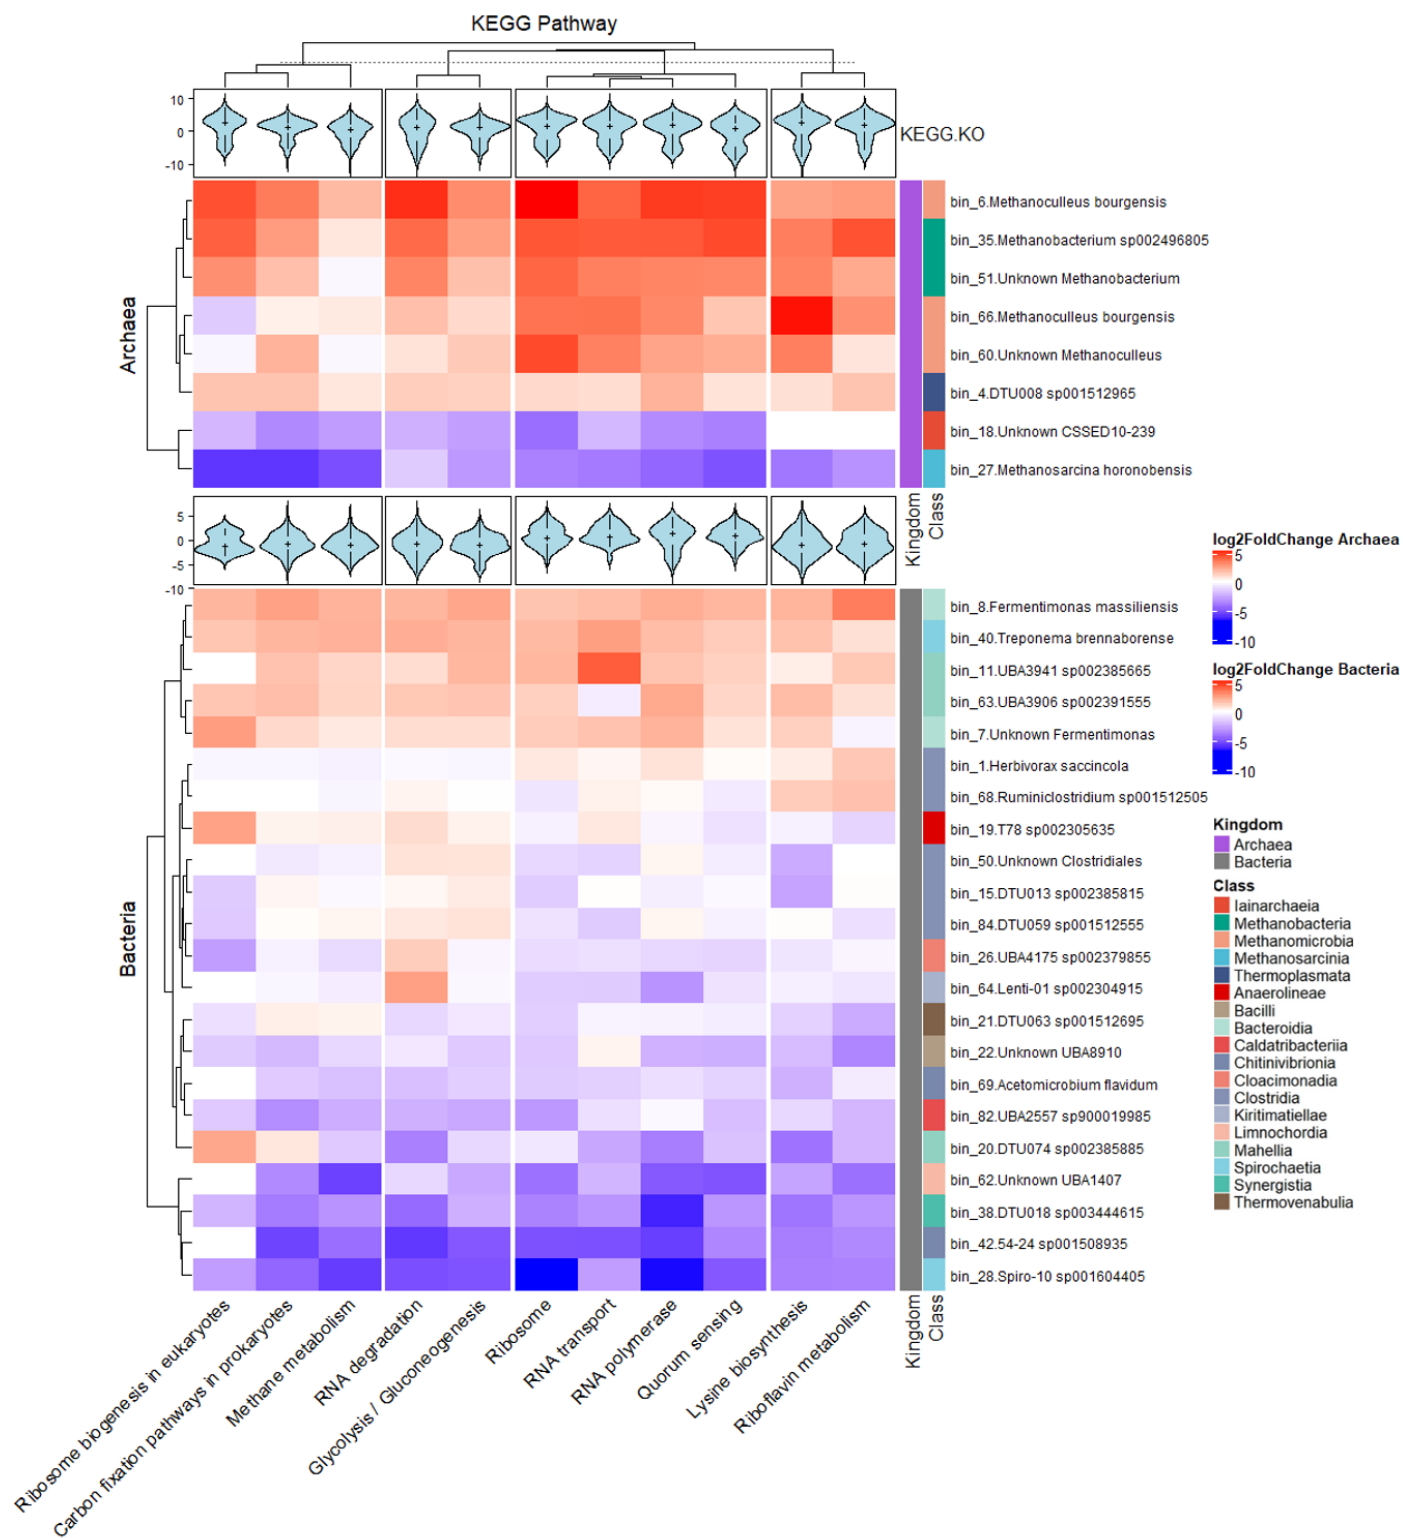 KEGG Pathway
10
0
-10
KEGG.KO
Archaea
bin_6.Methanoculleus bourgensis
bin_35.Methanobacterium sp002496805
bin_51.Unknown Methanobacterium
bin_66.Methanoculleus bourgensis
bin_60.Unknown Methanoculleus
bin_4.DTU008 sp001512965
bin_18.Unknown CSSED10-239
bin_27.Methanosarcina horonobensis
Kingdom
Class
5
0
-5
-10
Bacteria
bin_8.Fermentimonas massiliensis
bin_40.Treponema brennaborense
bin_11.UBA3941 sp002385665
bin_63.UBA3906 sp002391555
bin_7.Unknown Fermentimonas
bin_1.Herbivorax saccincola
bin_68.Ruminiclostridium sp001512505
bin_19.T78 sp002305635
bin_50.Unknown Clostridiales
bin_15.DTU013 sp002385815
bin_84.DTU059 sp001512555
bin_26.UBA4175 sp002379855
bin_64.Lenti-01 sp002304915
bin_21.DTU063 sp001512695
bin_22.Unknown UBA8910
bin_69.Acetomicrobium flavidum
bin_82.UBA2557 sp900019985
bin_20.DTU074 sp002385885
bin_62.Unknown UBA1407
bin_38.DTU018 sp003444615
bin_42.54-24 sp001508935
bin_28.Spiro-10 sp001604405
Kingdom
Class
Ribosome biogenesis in eukaryotes
Carbon fixation pathways in prokaryotes
Methane metabolism
RNA degradation
Glycolysis / Gluconeogenesis
Ribosome
RNA transport
RNA polymerase
Quorum sensing
Lysine biosynthesis
Riboflavin metabolism
log2FoldChange Archaea
5
0
-5
-10
log2FoldChange Bacteria
5
0
-5
-10
Kingdom
Archaea
Bacteria
Class
Iainarchaeia
Methanobacteria
Methanomicrobia
Methanosarcinia
Thermoplasmata
Anaerolineae
Bacilli
Bacteroidia
Caldatribacteriia
Chitinivibrionia
Cloacimonadia
Clostridia
Kiritimatiellae
Limnochordia
Mahellia
Spirochaetia
Synergistia
Thermovenabulia